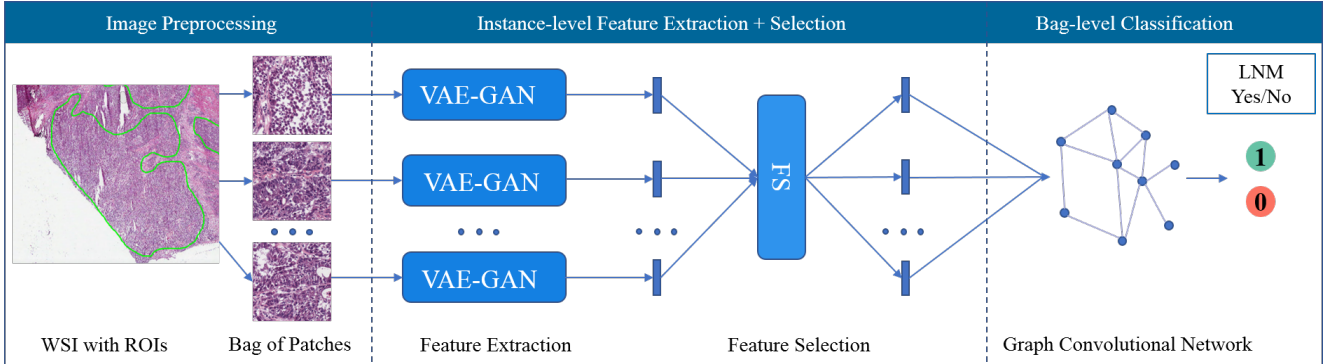 Image Preprocessing
Instance-level Feature Extraction + Selection
Bag-level Classification
VAE-GAN
VAE-GAN
VAE-GAN
FS
LNM
Yes/No
1
0
WSI with ROIs
Bag of Patches
Feature Extraction
Feature Selection
Graph Convolutional Network